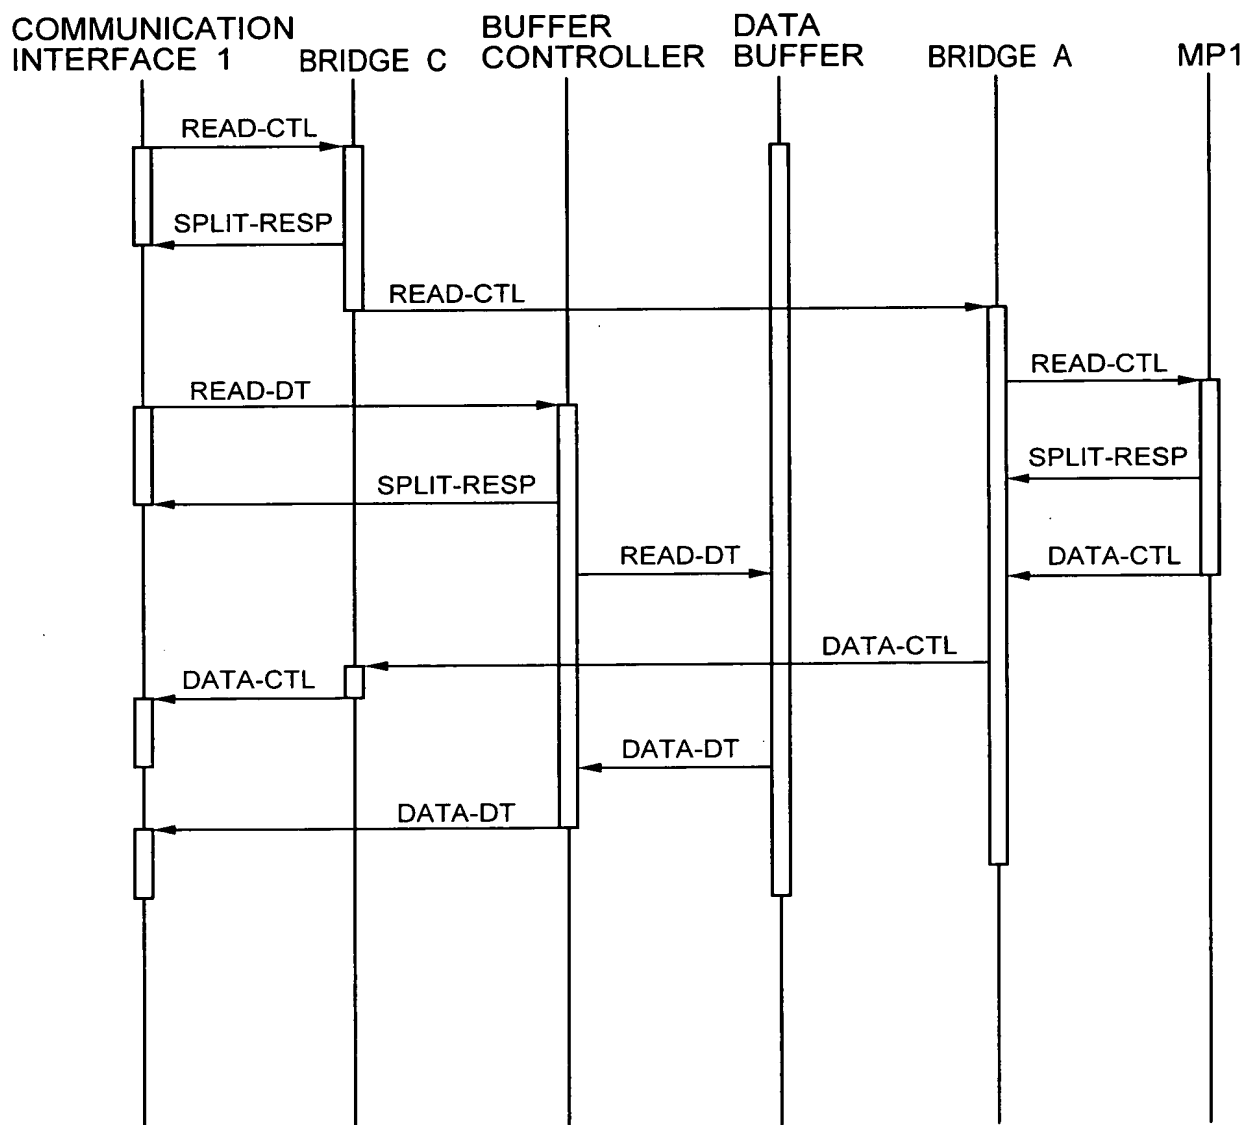 COMMUNICATION
INTERFACE 1
BRIDGE C
BUFFER
CONTROLLER
DATA
BUFFER
BRIDGE A
MP1
READ-CTL
SPLIT-RESP
READ-CTL
READ-CTL
READ-DT
SPLIT-RESP
SPLIT-RESP
READ-DT
DATA-CTL
DATA-CTL
DATA-CTL
DATA-DT
DATA-DT